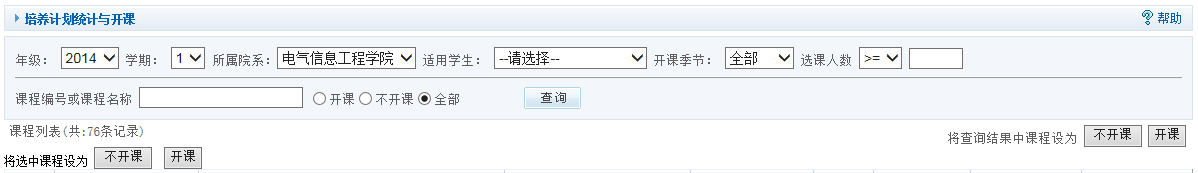 培养计划统计与开课 帮助
年级： 2014 学期： 1 所属院系： 电气信息工程学院 适用学生： --请选择-- 开课季节： 全部 选课人数 >=
课程编号或课程名称 开课 不开课 全部 查询
课程列表(共:76条记录) 将查询结果中课程设为 不开课 开课
将选中课程设为 不开课 开课